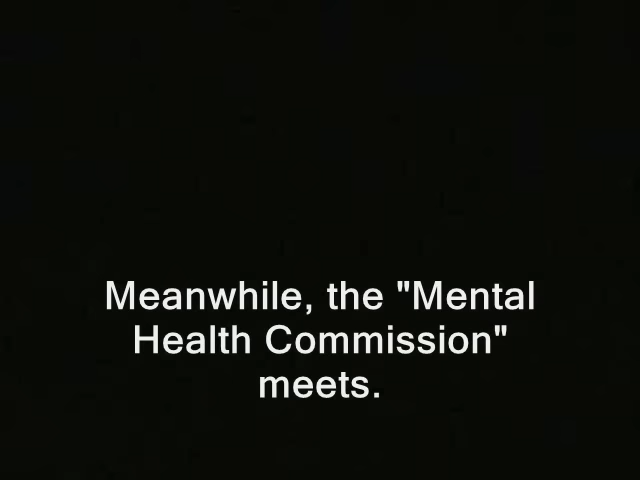 Meanwhile, the "Mental
Health Commission"
meets.